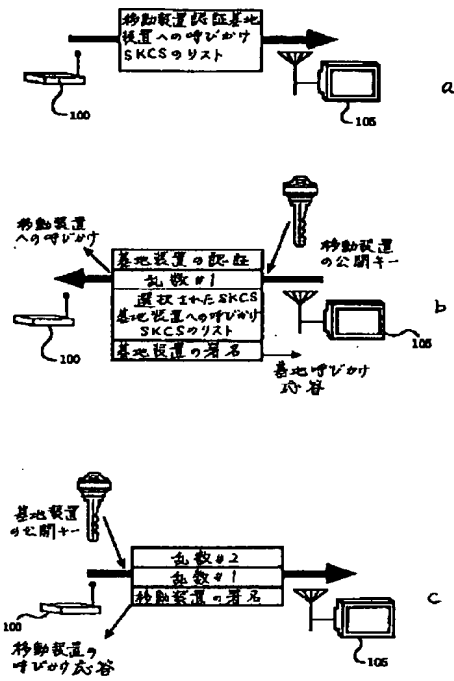 移動装置認証基地
装置への呼びかけ
SKCSのリスト
100
105
a
移動装置
への呼びかけ
移動装置
の公開キー
基地装置の認証
乱数#1
選択されたSKCS
基地装置への呼びかけ
SKCSのリスト
基地装置の署名
基地呼びかけ
応答
100
105
b
基地装置
の公開キー
乱数#2
乱数#1
移動装置の署名
移動装置の
呼びかけ応答
100
105
c